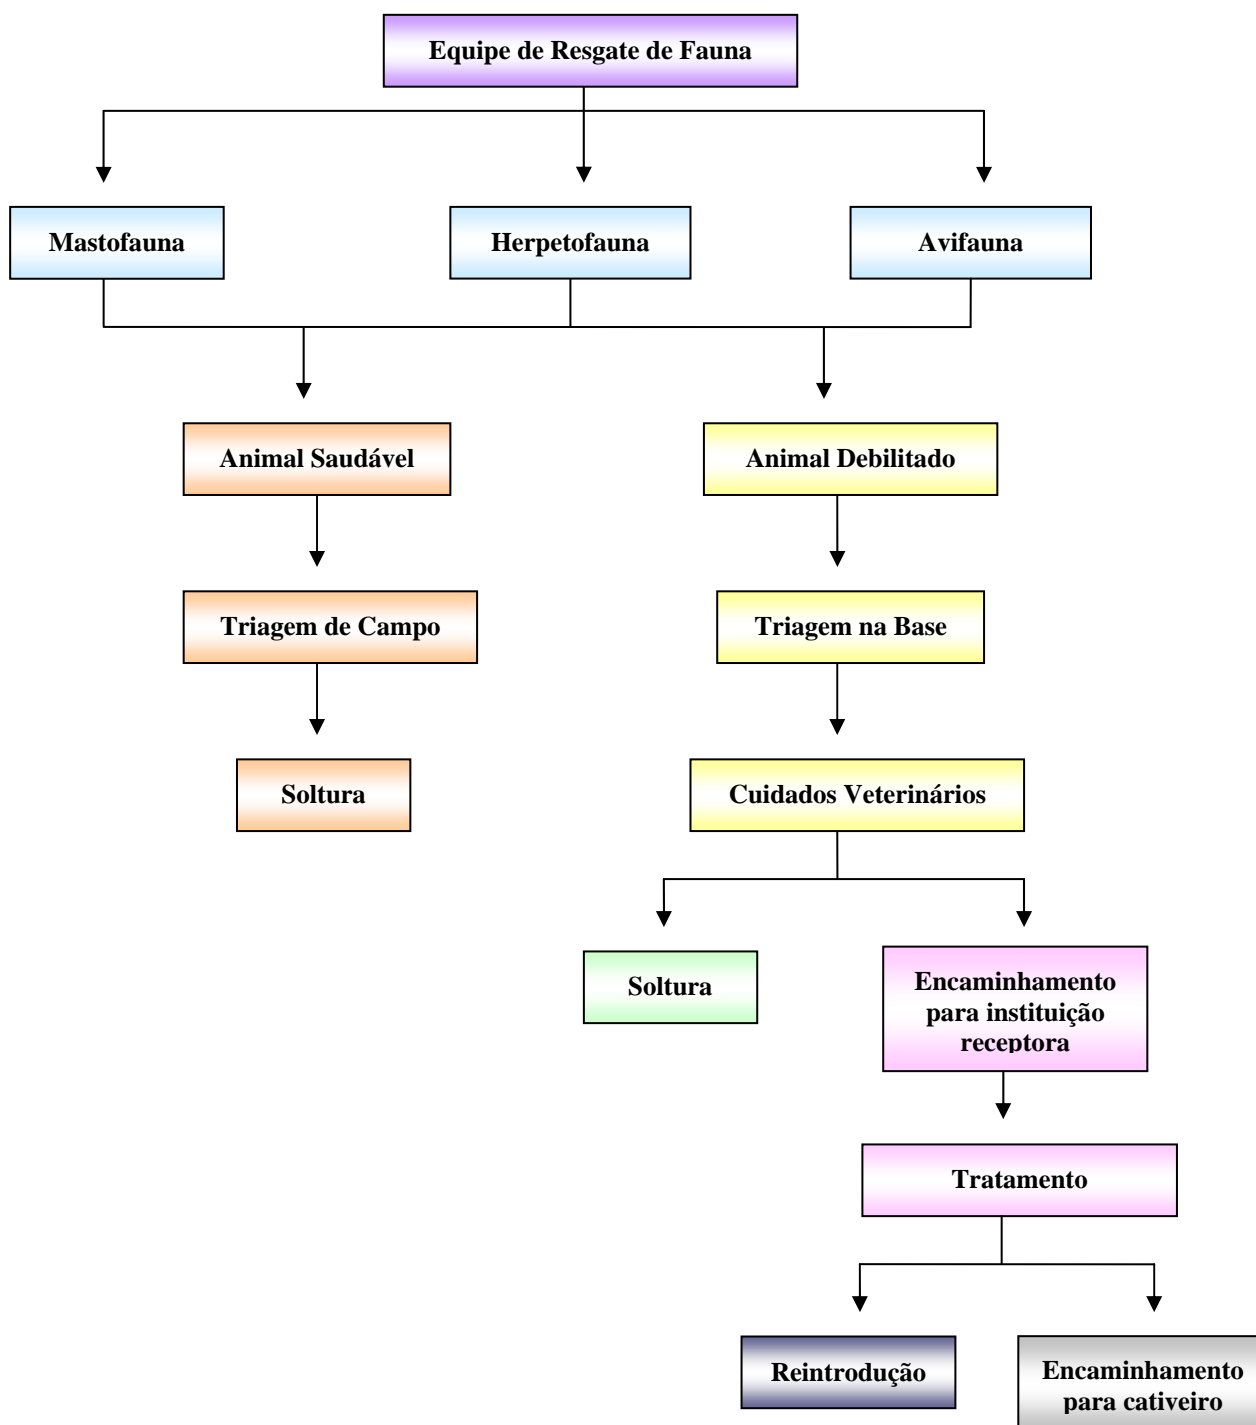 Equipe de Resgate de Fauna
Mastofauna
Herpetofauna
Avifauna
Animal Saudável
Animal Debilitado
Triagem de Campo
Triagem na Base
Soltura
Cuidados Veterinários
Soltura
Encaminhamento
para instituição
receptora
Tratamento
Reintrodução
Encaminhamento
para cativeiro